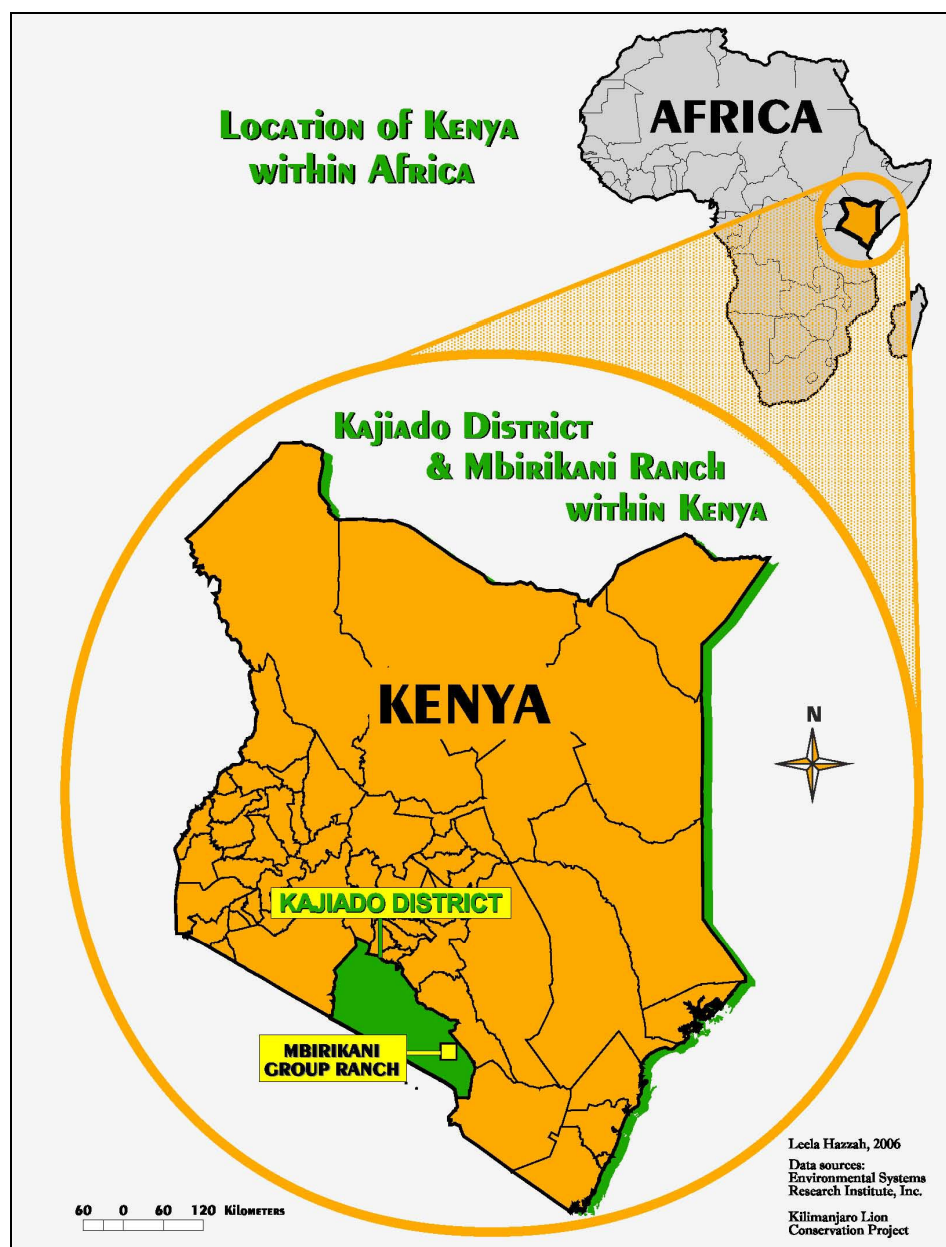 AFRICA
Location of Kenya
within Africa
Kajiado District
& Mbirikani Ranch
within Kenya
KENYA
N
KAJIADO DISTRICT
MBIRIKANI
GROUP RANCH
Leela Hazzah, 2006
Data sources:
Environmental Systems
Research Institute, Inc.
Kilimanjaro Lion
Conservation Project
60 0 60 120 Kilometers